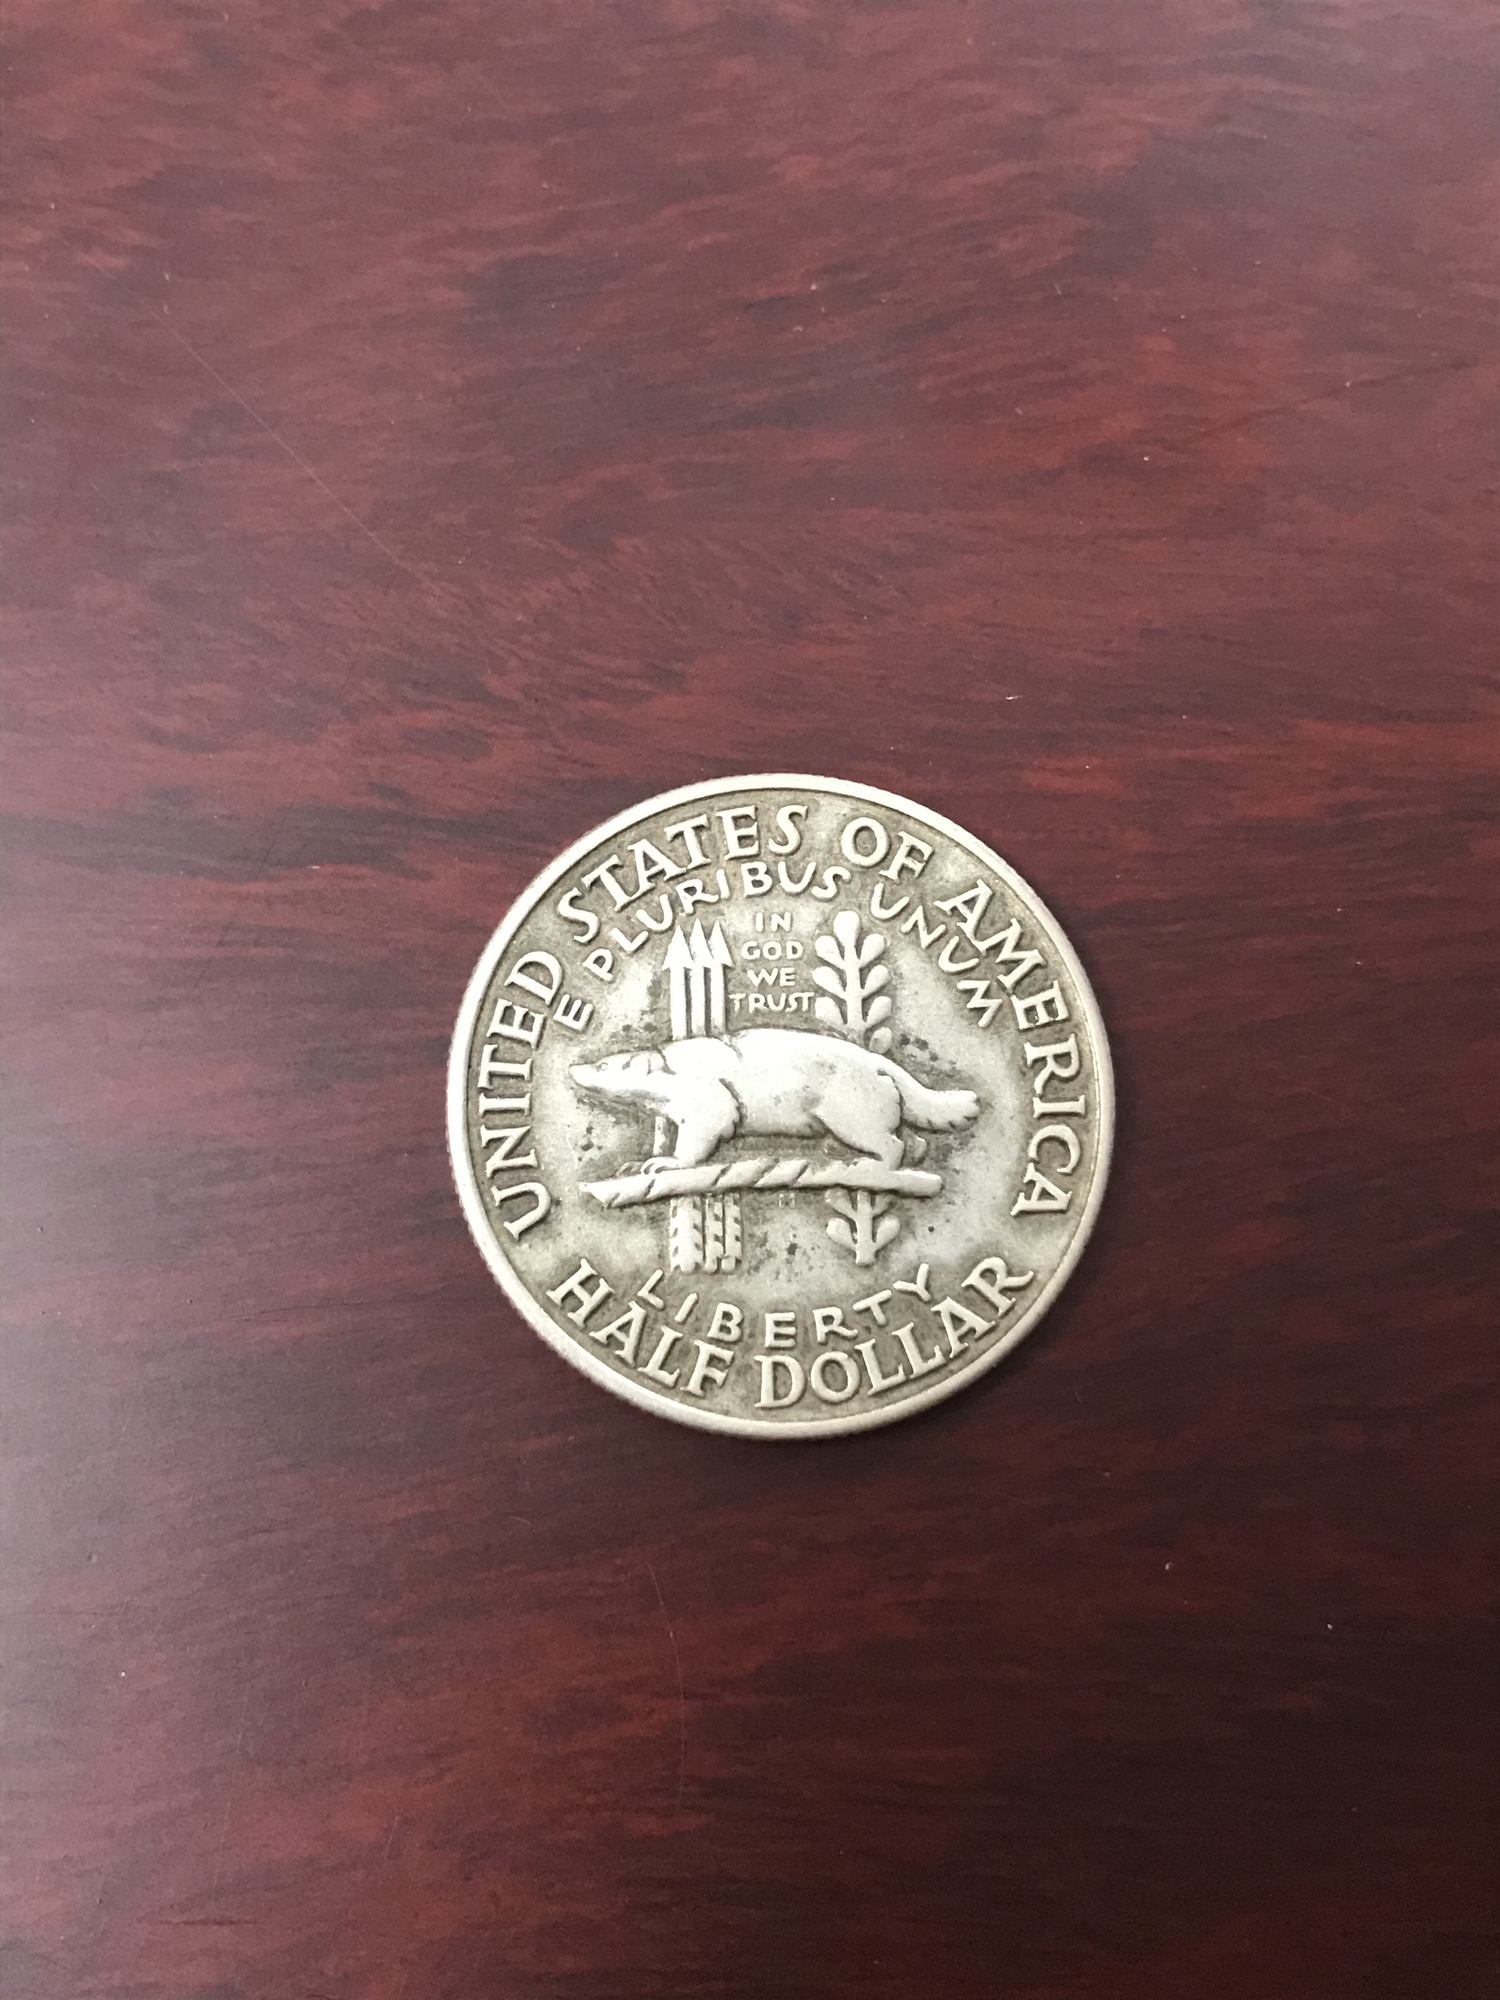 UNITED STATES OF AMERICA
E PLURIBUS UNUM
IN
GOD
WE
TRUST
LIBERTY
HALF DOLLAR